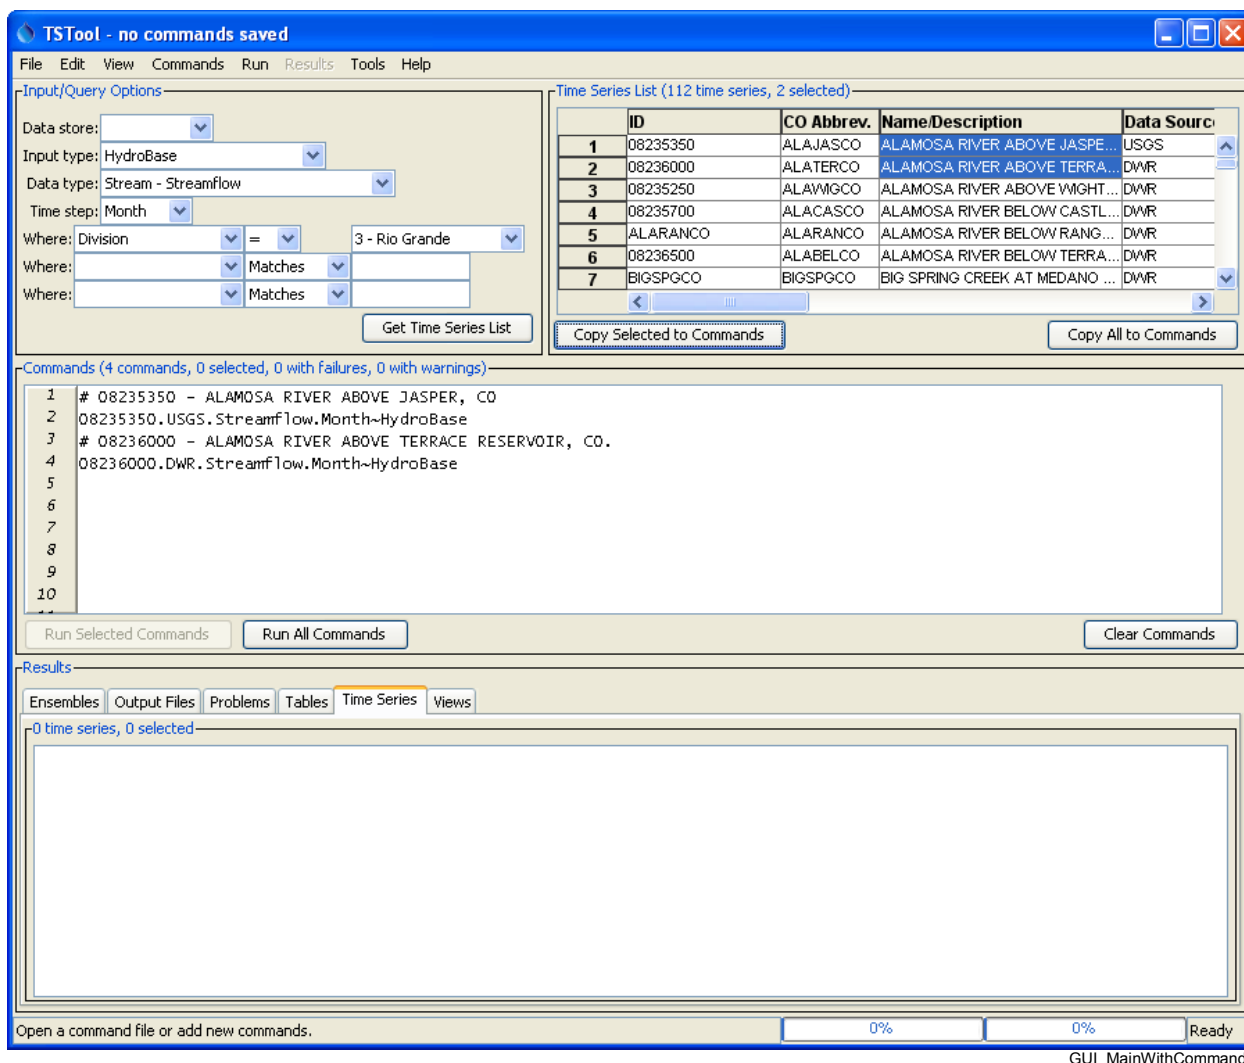 TSTool - no commands saved
File Edit View Commands Run Results Tools Help
Input/Query Options
Data store:
Input type: HydroBase
Data type: Stream - Streamflow
Time step: Month
Where: Division = 3 - Rio Grande
Where: Matches
Where: Matches
Get Time Series List
Time Series List (112 time series, 2 selected)
ID CO Abbrev. Name/Description Data Sourc
1 08235350 ALAJASCO ALAMOSA RIVER ABOVE JASPE... USGS
2 08236000 ALATERCO ALAMOSA RIVER ABOVE TERRA... DWR
3 08235250 ALAWIGCO ALAMOSA RIVER ABOVE WIGHT... DWR
4 08235700 ALACASCO ALAMOSA RIVER BELOW CASTL... DWR
5 ALARANCO ALARANCO ALAMOSA RIVER BELOW RANG... DWR
6 08236500 ALABELCO ALAMOSA RIVER BELOW TERRA... DWR
7 BIGSPGCO BIGSPGCO BIG SPRING CREEK AT MEDANO ... DWR
Copy Selected to Commands Copy All to Commands
Commands (4 commands, 0 selected, 0 with failures, 0 with warnings)
1 # 08235350 - ALAMOSA RIVER ABOVE JASPER, CO
2 08235350.USGS.Streamflow.Month~HydroBase
3 # 08236000 - ALAMOSA RIVER ABOVE TERRACE RESERVOIR, CO.
4 08236000.DWR.Streamflow.Month~HydroBase
5
6
7
8
9
10
Run Selected Commands Run All Commands Clear Commands
Results
Ensembles Output Files Problems Tables Time Series Views
0 time series, 0 selected
Open a command file or add new commands. 0% 0% Ready
GUI_MainWithCommand